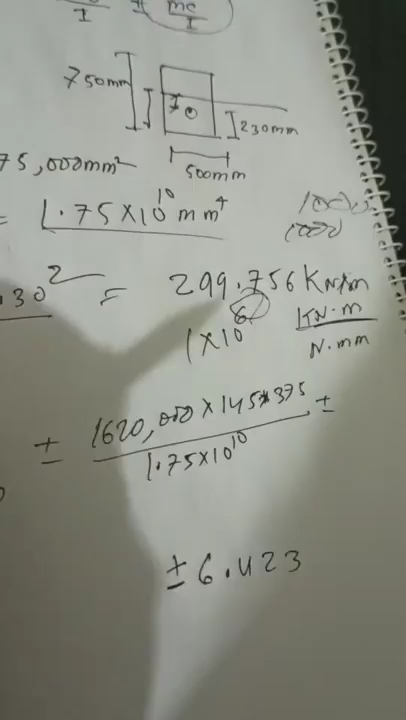 I
mc
I
750mm
230mm
500mm
75,000mm²
= 1.75×10¹⁰ mm⁴
.30² = 299.756 KN·m
1×10⁶ KN·m
N·mm
± 1620,000×145×375 ±
1.75×10¹⁰
±6.423